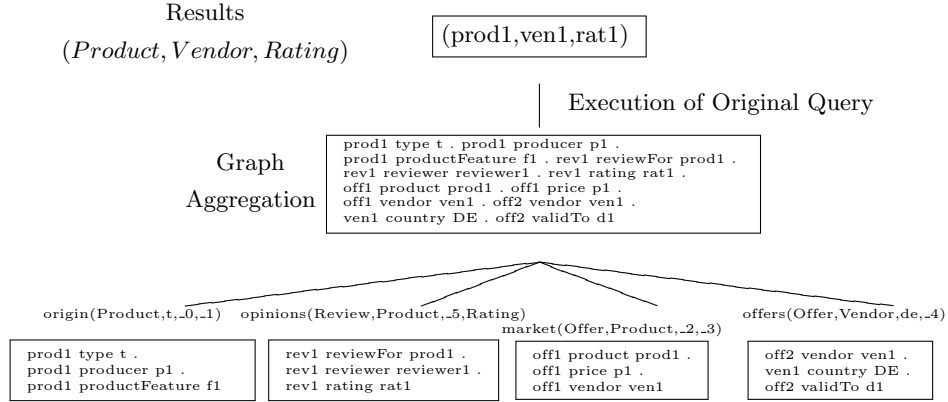 Results
(Product, Vendor, Rating)
(prod1,ven1,rat1)
Execution of Original Query
Graph
Aggregation
prod1 type t . prod1 producer p1 .
prod1 productFeature f1 . rev1 reviewFor prod1 .
rev1 reviewer reviewer1 . rev1 rating rat1 .
off1 product prod1 . off1 price p1 .
off1 vendor ven1 . off2 vendor ven1 .
ven1 country DE . off2 validTo d1
origin(Product,t,_0,_1)
prod1 type t .
prod1 producer p1 .
prod1 productFeature f1
opinions(Review,Product,_5,Rating)
rev1 reviewFor prod1 .
rev1 reviewer reviewer1 .
rev1 rating rat1
market(Offer,Product,_2,_3)
off1 product prod1 .
off1 price p1 .
off1 vendor ven1
offers(Offer,Vendor,de,_4)
off2 vendor ven1 .
ven1 country DE .
off2 validTo d1